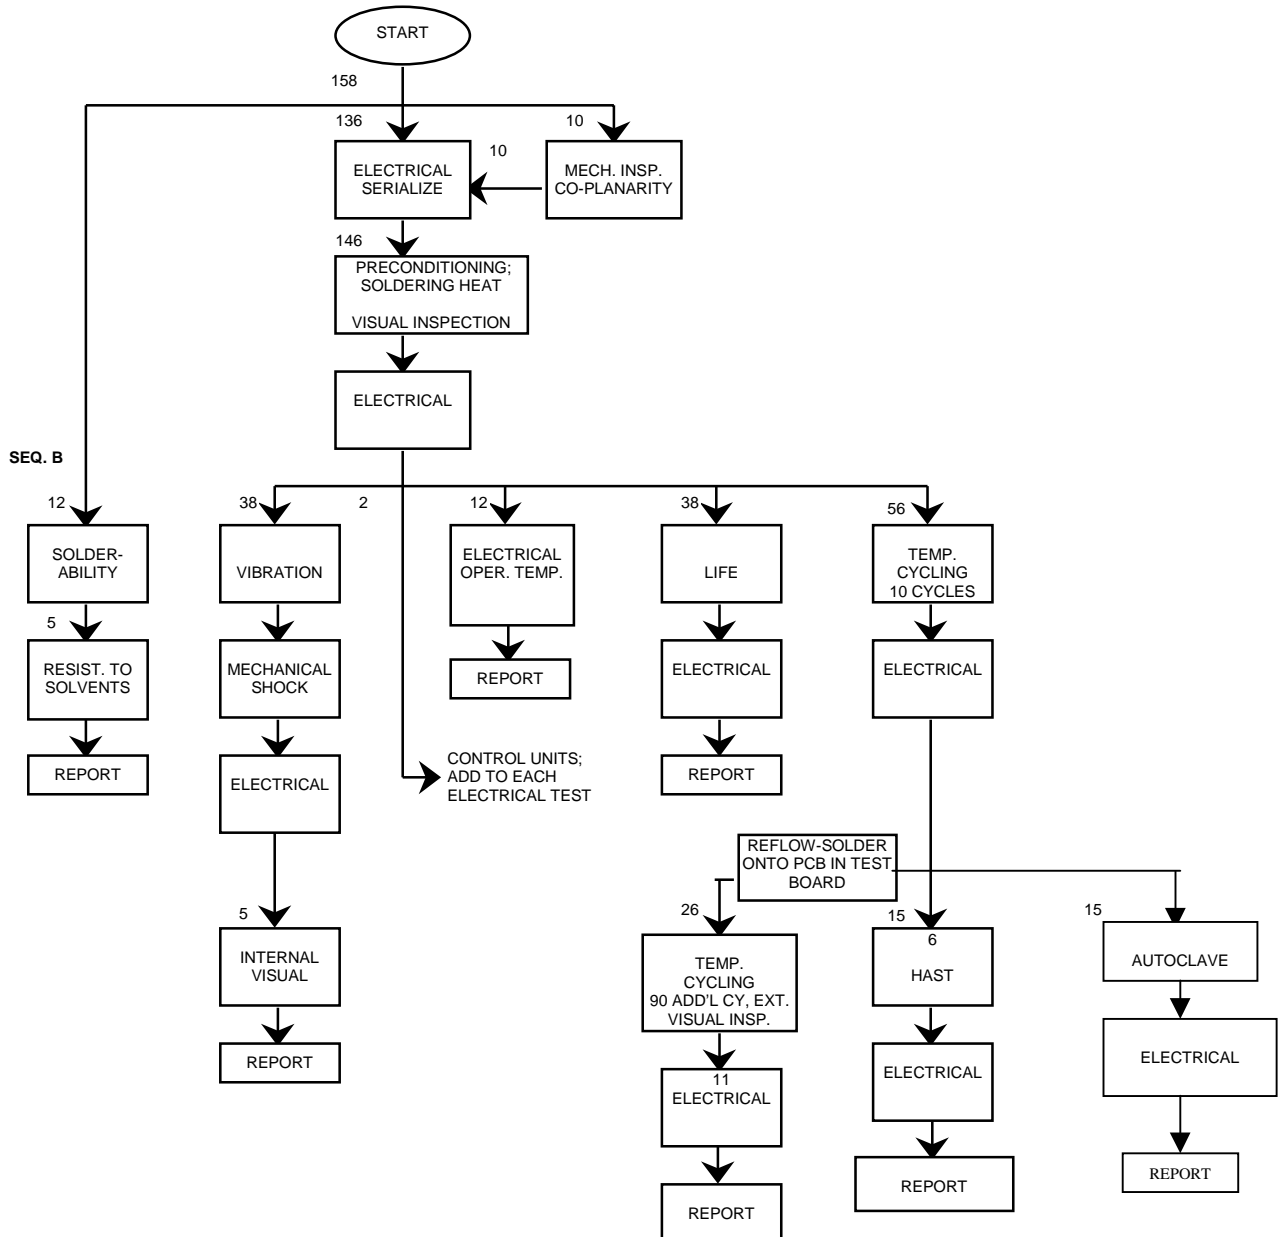 START
158
136
10
10
ELECTRICAL
SERIALIZE
MECH. INSP.
CO-PLANARITY
146
PRECONDITIONING;
SOLDERING HEAT
VISUAL INSPECTION
ELECTRICAL
SEQ. B
12
38
2
12
38
56
SOLDER-
ABILITY
VIBRATION
ELECTRICAL
OPER. TEMP.
LIFE
TEMP.
CYCLING
10 CYCLES
5
RESIST. TO
SOLVENTS
MECHANICAL
SHOCK
REPORT
ELECTRICAL
ELECTRICAL
REPORT
ELECTRICAL
CONTROL UNITS;
ADD TO EACH
ELECTRICAL TEST
REPORT
REFLOW-SOLDER
ONTO PCB IN TEST
BOARD
5
26
15
15
INTERNAL
VISUAL
TEMP.
CYCLING
90 ADD'L CY, EXT.
VISUAL INSP.
6
HAST
AUTOCLAVE
REPORT
11
ELECTRICAL
ELECTRICAL
ELECTRICAL
REPORT
REPORT
REPORT